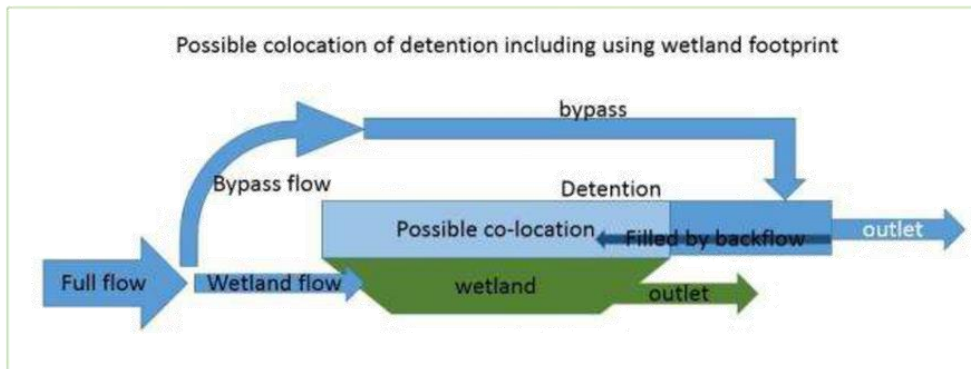 Possible colocation of detention including using wetland footprint
bypass
Bypass flow
Detention
Possible co-location
Filled by backflow
outlet
Full flow
Wetland flow
wetland
outlet